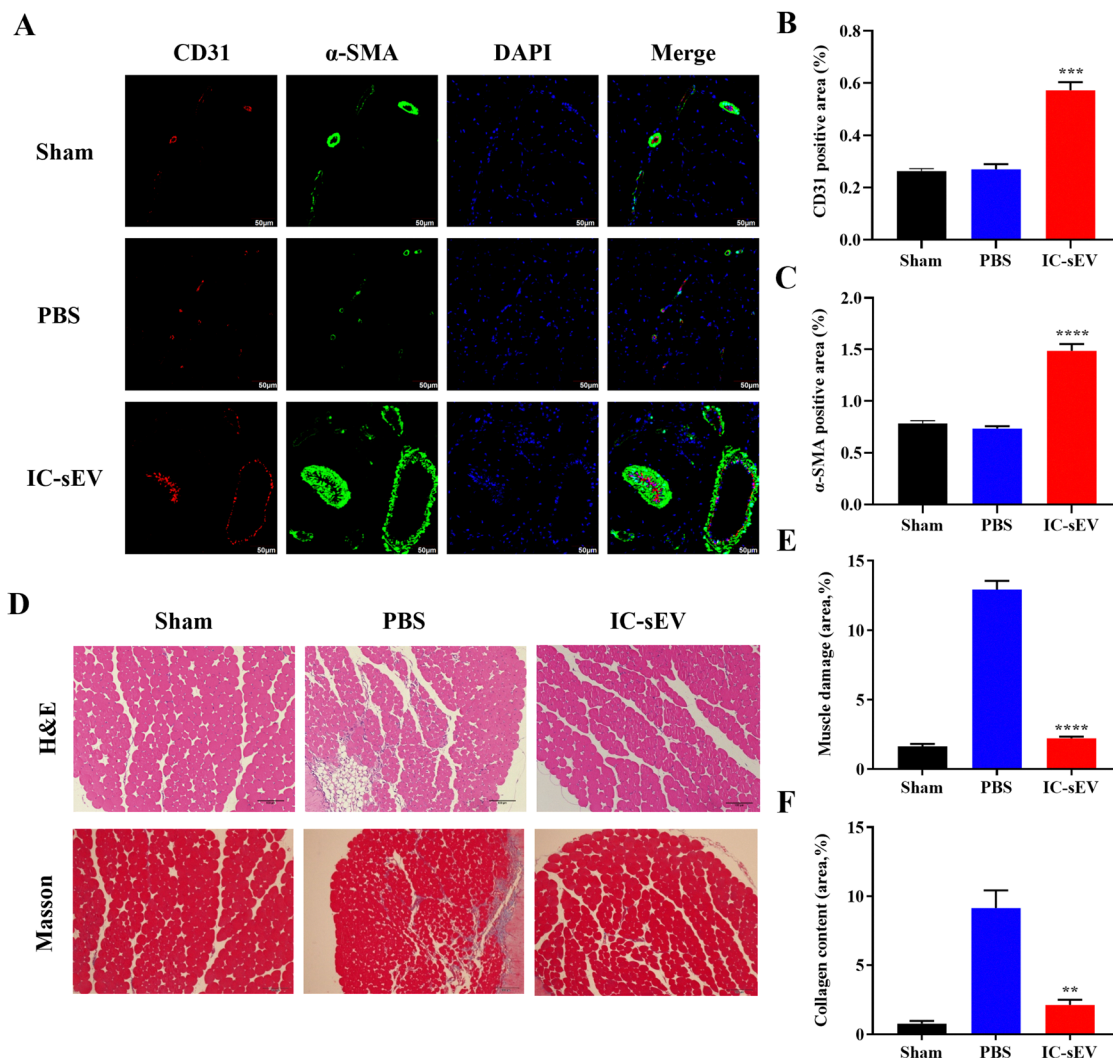 A
CD31 α-SMA DAPI Merge
Sham
50μm 50μm 50μm 50μm
PBS
50μm 50μm 50μm 50μm
IC-sEV
50μm 50μm 50μm 50μm
B
CD31 positive area (%)
0.8
0.6
0.4
0.2
0.0
***
Sham PBS IC-sEV
C
α-SMA positive area (%)
2.0
1.5
1.0
0.5
0.0
****
Sham PBS IC-sEV
D
Sham PBS IC-sEV
H&E
Masson
E
Muscle damage (area,%)
15
10
5
0
****
Sham PBS IC-sEV
F
Collagen content (area,%)
15
10
5
0
**
Sham PBS IC-sEV